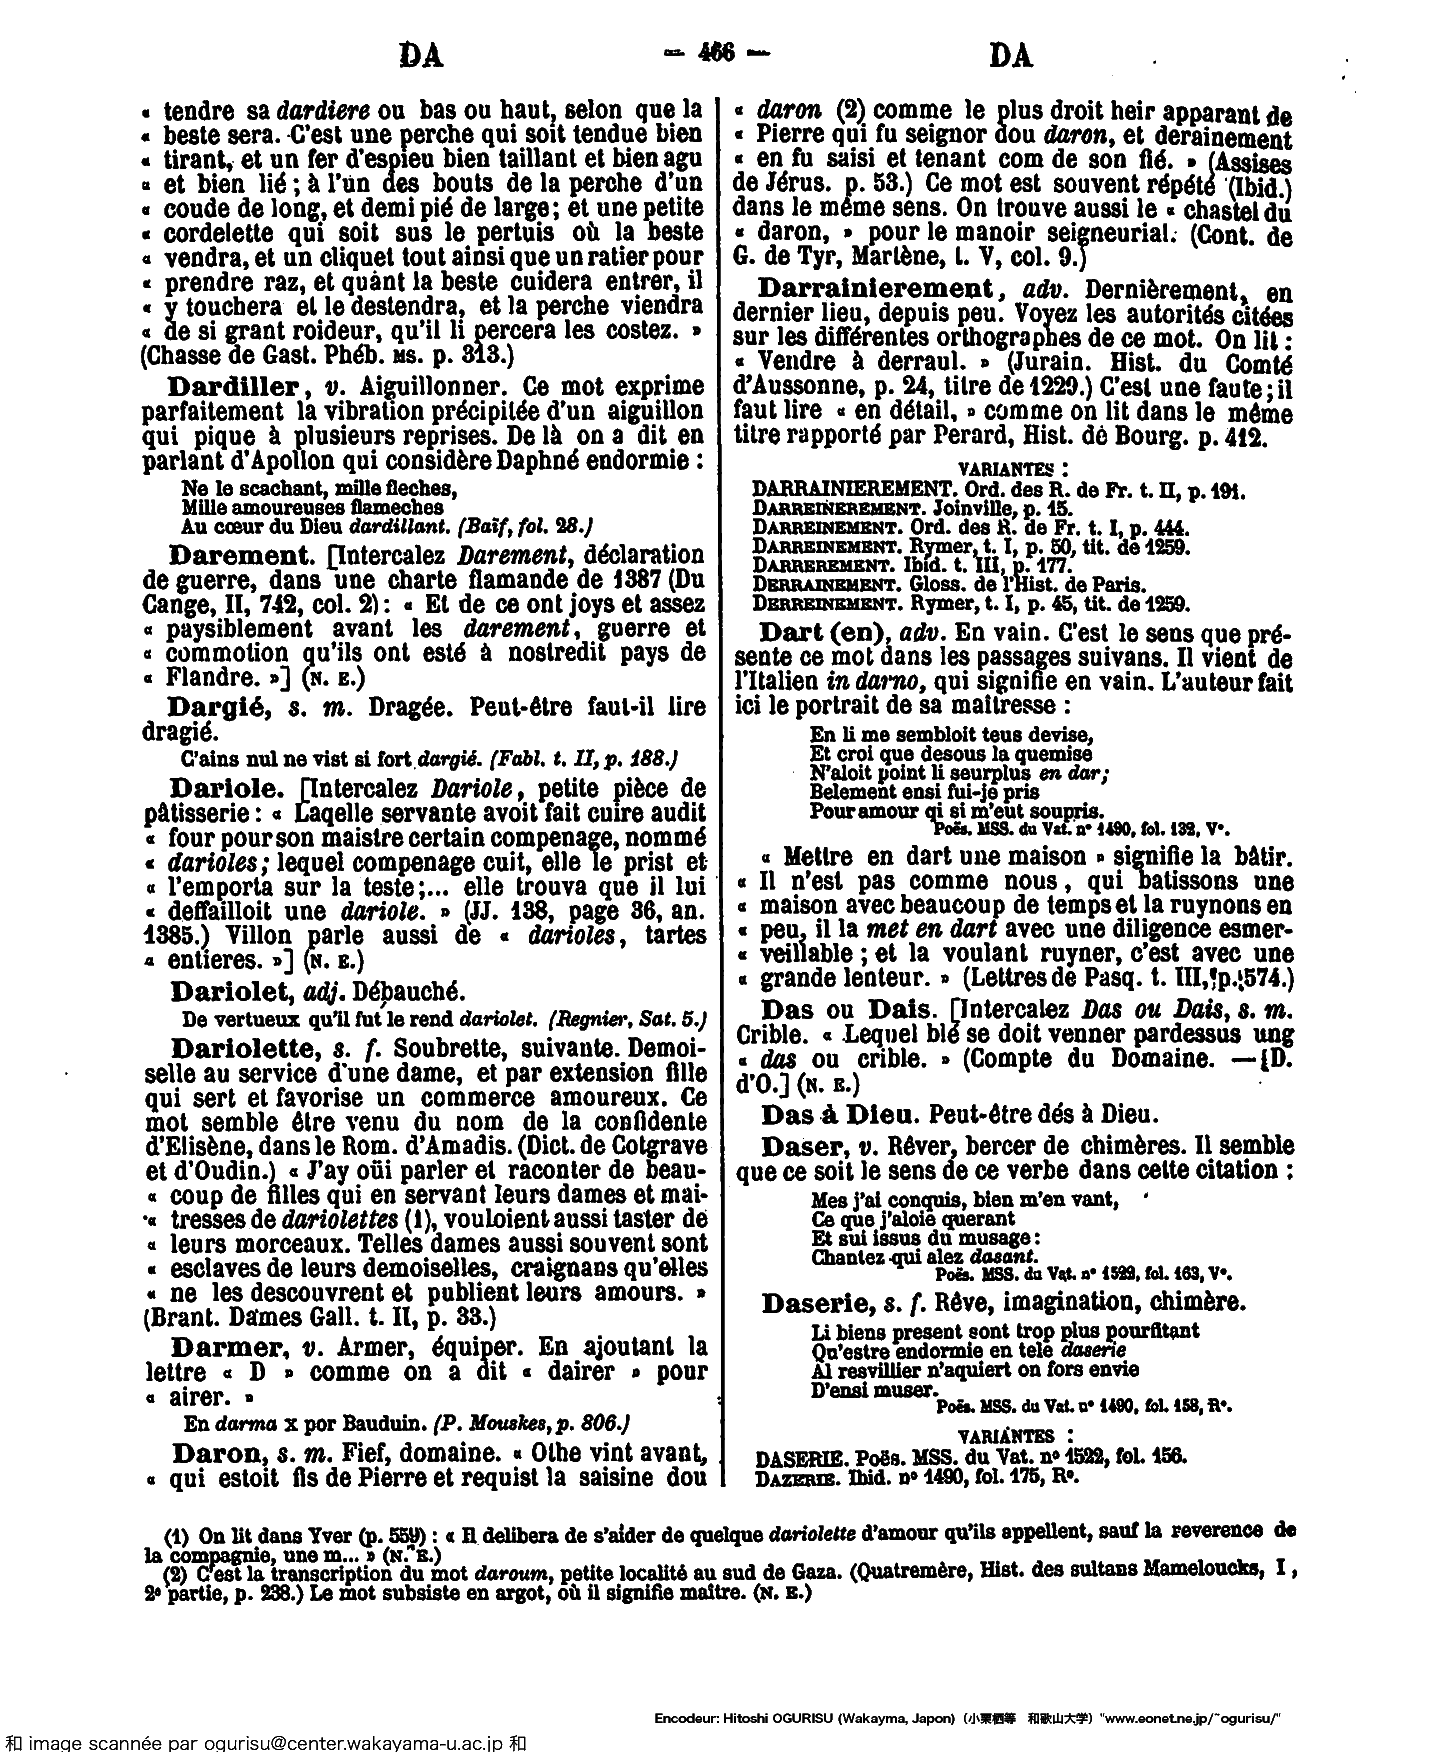 DA — 466 — DA
« tendre sa dardiere ou bas ou haut, selon que la
« beste sera. C'est une perche qui soit tendue bien
« tirant, et un fer d'espieu bien taillant et bien agu
« et bien lié ; à l'un des bouts de la perche d'un
« coude de long, et demi pié de large ; et une petite
« cordelette qui soit sus le pertuis où la beste
« vendra, et un cliquet tout ainsi que un ratier pour
« prendre raz, et quant la beste cuidera entrer, il
« y touchera et le destendra, et la perche viendra
« de si grant roideur, qu'il li percera les costez. »
(Chasse de Gast. Phéb. MS. p. 313.)
Dardiller, v. Aiguillonner. Ce mot exprime
parfaitement la vibration précipitée d'un aiguillon
qui pique à plusieurs reprises. De là on a dit en
parlant d'Apollon qui considère Daphné endormie :
Ne le scachant, mille fleches,
Mille amoureuses flameches
Au cœur du Dieu dardillant. (Baïf, fol. 28.)
Darement. [Intercalez Darement, déclaration
de guerre, dans une charte flamande de 1387 (Du
Cange, II, 742, col. 2) : « Et de ce ont joys et assez
« paysiblement avant les darement, guerre et
« commotion qu'ils ont esté à nostredit pays de
« Flandre. »] (N. E.)
Dargié, s. m. Dragée. Peut-être faut-il lire
dragié.
C'ains nul ne vist si fort dargié. (Fabl. t. II, p. 188.)
Dariole. [Intercalez Dariole, petite pièce de
pâtisserie : « Laqelle servante avoit fait cuire audit
« four pour son maistre certain compenage, nommé
« darioles ; lequel compenage cuit, elle le prist et
« l'emporta sur la teste ;... elle trouva que il lui
« deffailloit une dariole. » (JJ. 138, page 36, an.
1385.) Villon parle aussi de « darioles, tartes
« entieres. »] (N. E.)
Dariolet, adj. Débauché.
De vertueux qu'il fut le rend dariolet. (Regnier, Sat. 5.)
Dariolette, s. f. Soubrette, suivante. Demoi-
selle au service d'une dame, et par extension fille
qui sert et favorise un commerce amoureux. Ce
mot semble être venu du nom de la confidente
d'Elisène, dans le Rom. d'Amadis. (Dict. de Cotgrave
et d'Oudin.) « J'ay oüi parler et raconter de beau-
« coup de filles qui en servant leurs dames et mai-
« tresses de dariolettes (1), vouloient aussi taster de
« leurs morceaux. Telles dames aussi souvent sont
« esclaves de leurs demoiselles, craignans qu'elles
« ne les descouvrent et publient leurs amours. »
(Brant. Dames Gall. t. II, p. 33.)
Darmer, v. Armer, équiper. En ajoutant la
lettre « D » comme on a dit « dairer » pour
« airer. »
En darma x por Bauduin. (P. Mouskes, p. 806.)
Daron, s. m. Fief, domaine. « Othe vint avant,
« qui estoit fis de Pierre et requist la saisine dou
« daron (2) comme le plus droit heir apparant de
« Pierre qui fu seignor dou daron, et derainement
« en fu saisi et tenant com de son fié. » (Assises
de Jérus. p. 53.) Ce mot est souvent répété (Ibid.)
dans le même sens. On trouve aussi le « chastel du
« daron, » pour le manoir seigneurial. (Cont. de
G. de Tyr, Martène, t. V, col. 9.)
Darrainierement, adv. Dernièrement, en
dernier lieu, depuis peu. Voyez les autorités citées
sur les différentes orthographes de ce mot. On lit :
« Vendre à derraul. » (Jurain. Hist. du Comté
d'Aussonne, p. 24, titre de 1229.) C'est une faute ; il
faut lire « en détail, » comme on lit dans le même
titre rapporté par Perard, Hist. de Bourg. p. 412.
VARIANTES :
DARRAINIEREMENT. Ord. des R. de Fr. t. II, p. 191.
DARREINEREMENT. Joinville, p. 15.
DARREINEMENT. Ord. des R. de Fr. t. I, p. 444.
DARREINEMENT. Rymer, t. I, p. 50, tit. de 1259.
DARREREMENT. Ibid. t. III, p. 177.
DERRAINEMENT. Gloss. de l'Hist. de Paris.
DERREINEMENT. Rymer, t. I, p. 45, tit. de 1259.
Dart (en), adv. En vain. C'est le sens que pré-
sente ce mot dans les passages suivans. Il vient de
l'Italien in darno, qui signifie en vain. L'auteur fait
ici le portrait de sa maîtresse :
En li me sembloit teus devise,
Et croi que desous la quemise
N'aloit point li seurplus en dar ;
Belement ensi fui-je pris
Pour amour qi si m'eut soupris.
Poës. MSS. du Vat. nº 1490, fol. 132, Vº.
« Mettre en dart une maison » signifie la bâtir.
« Il n'est pas comme nous, qui batissons une
« maison avec beaucoup de temps et la ruynons en
« peu, il la met en dart avec une diligence esmer-
« veillable ; et la voulant ruyner, c'est avec une
« grande lenteur. » (Lettres de Pasq. t. III, p. 574.)
Das ou Dais. [Intercalez Das ou Dais, s. m.
Crible. « Lequel blé se doit venner pardessus ung
« das ou crible. » (Compte du Domaine. — [D.
d'O.] (N. E.)
Das à Dieu. Peut-être dés à Dieu.
Daser, v. Rêver, bercer de chimères. Il semble
que ce soit le sens de ce verbe dans cette citation :
Mes j'ai conquis, bien m'en vant,
Ce que j'aloie querant
Et sui issus du musage :
Chantez qui alez dasant.
Poës. MSS. du Vat. nº 1522, fol. 163, Vº.
Daserie, s. f. Rêve, imagination, chimère.
Li biens present sont trop plus pourfitant
Qu'estre endormie en tele daserie
Al resvillier n'aquiert on fors envie
D'ensi muser.
Poës. MSS. du Vat. nº 1490, fol. 158, Rº.
VARIANTES :
DASERIE. Poës. MSS. du Vat. nº 1522, fol. 156.
DAZERIE. Ibid. nº 1490, fol. 175, Rº.
(1) On lit dans Yver (p. 559) : « Il delibera de s'aider de quelque dariolette d'amour qu'ils appellent, sauf la reverence de
la compagnie, une m... » (N. E.)
(2) C'est la transcription du mot daroum, petite localité au sud de Gaza. (Quatremère, Hist. des sultans Mameloucks, I,
2e partie, p. 238.) Le mot subsiste en argot, où il signifie maître. (N. E.)
Encodeur: Hitoshi OGURISU (Wakayma, Japon) (小栗栖等 和歌山大学) "www.eonet.ne.jp/~ogurisu/"
和 image scannée par ogurisu@center.wakayama-u.ac.jp 和